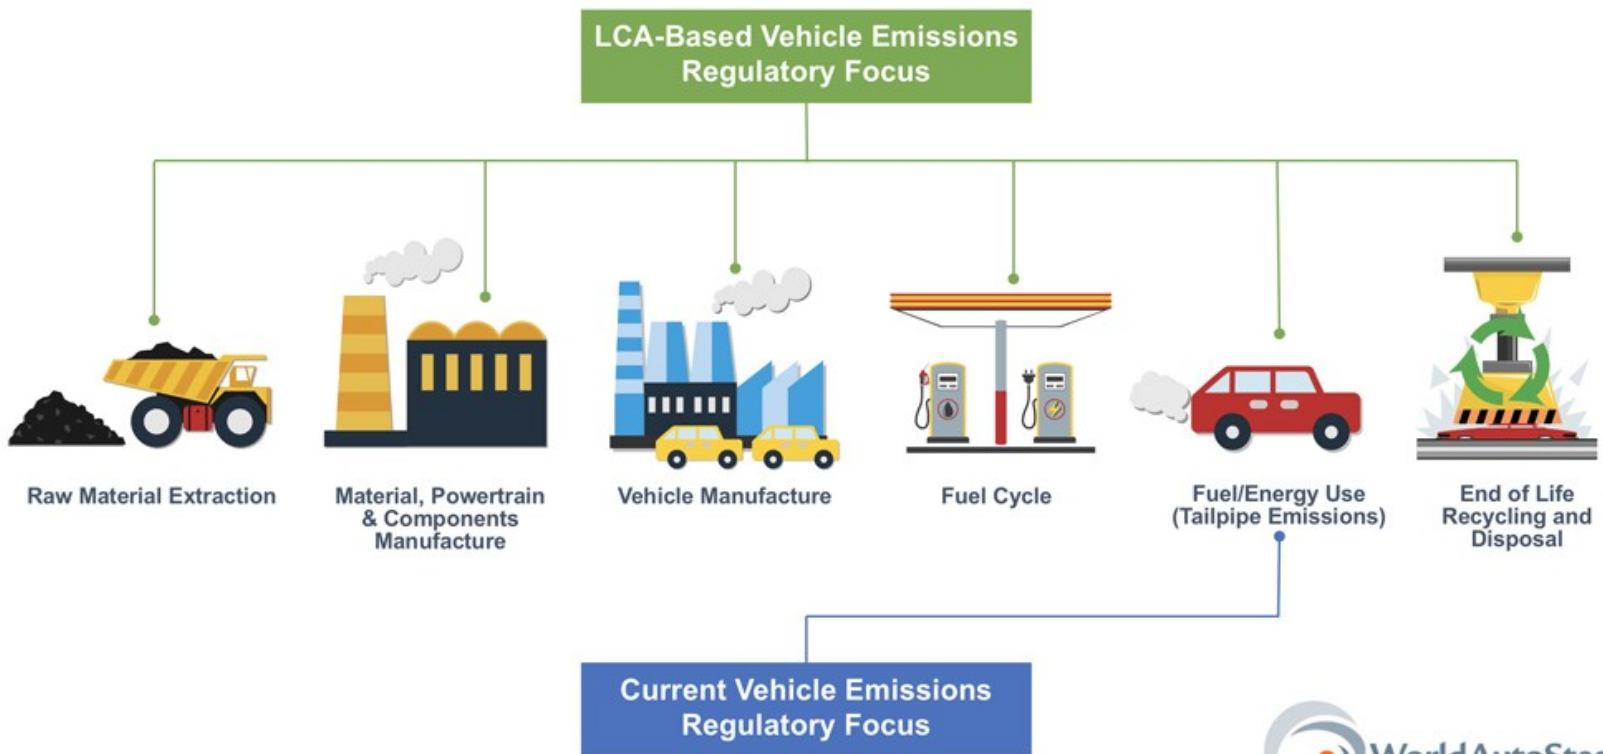 LCA-Based Vehicle Emissions
Regulatory Focus
Raw Material Extraction
Material, Powertrain
& Components
Manufacture
Vehicle Manufacture
Fuel Cycle
Fuel/Energy Use
(Tailpipe Emissions)
End of Life
Recycling and
Disposal
Current Vehicle Emissions
Regulatory Focus